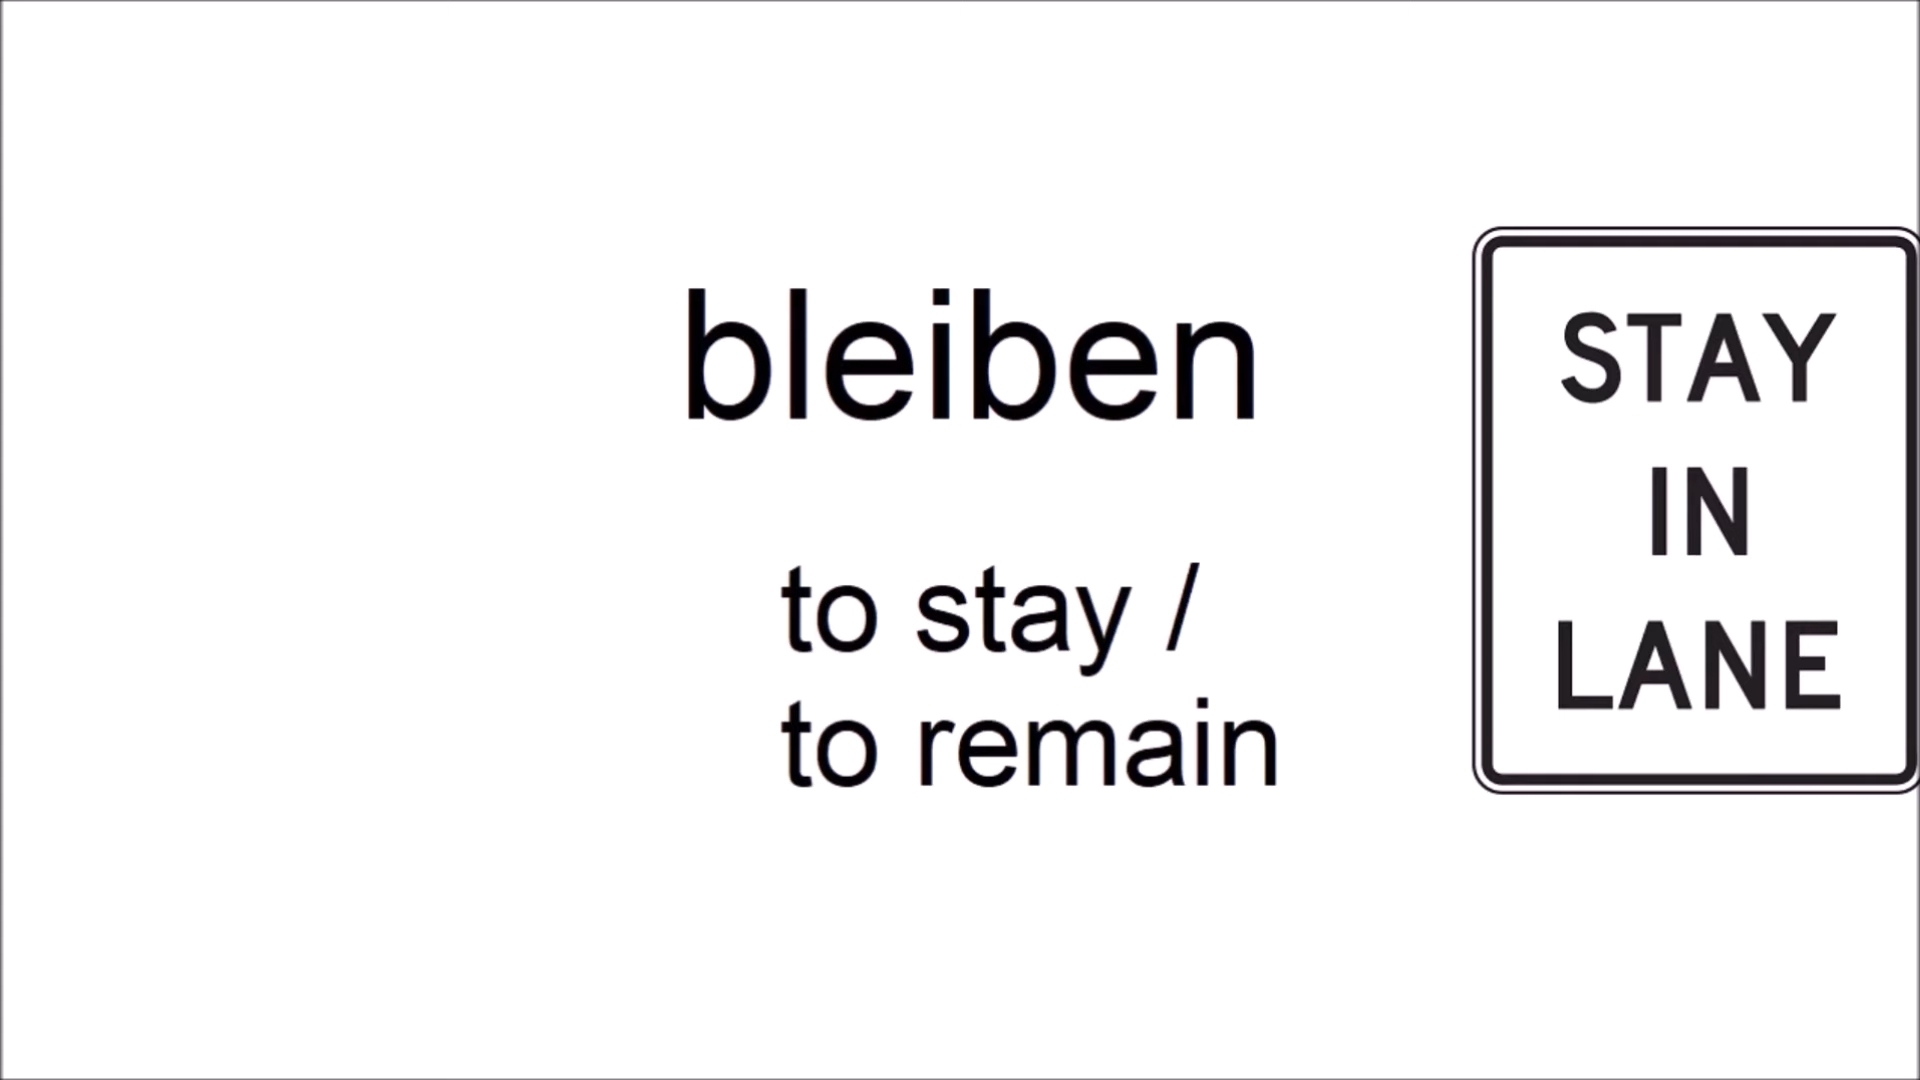 bleiben
to stay /
to remain
STAY
IN
LANE